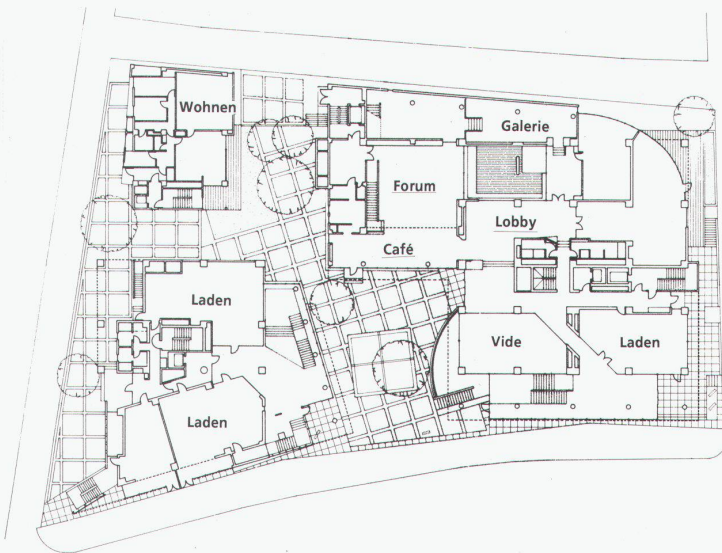 Wohnen
Galerie
Forum
Lobby
Café
Laden
Vide
Laden
Laden